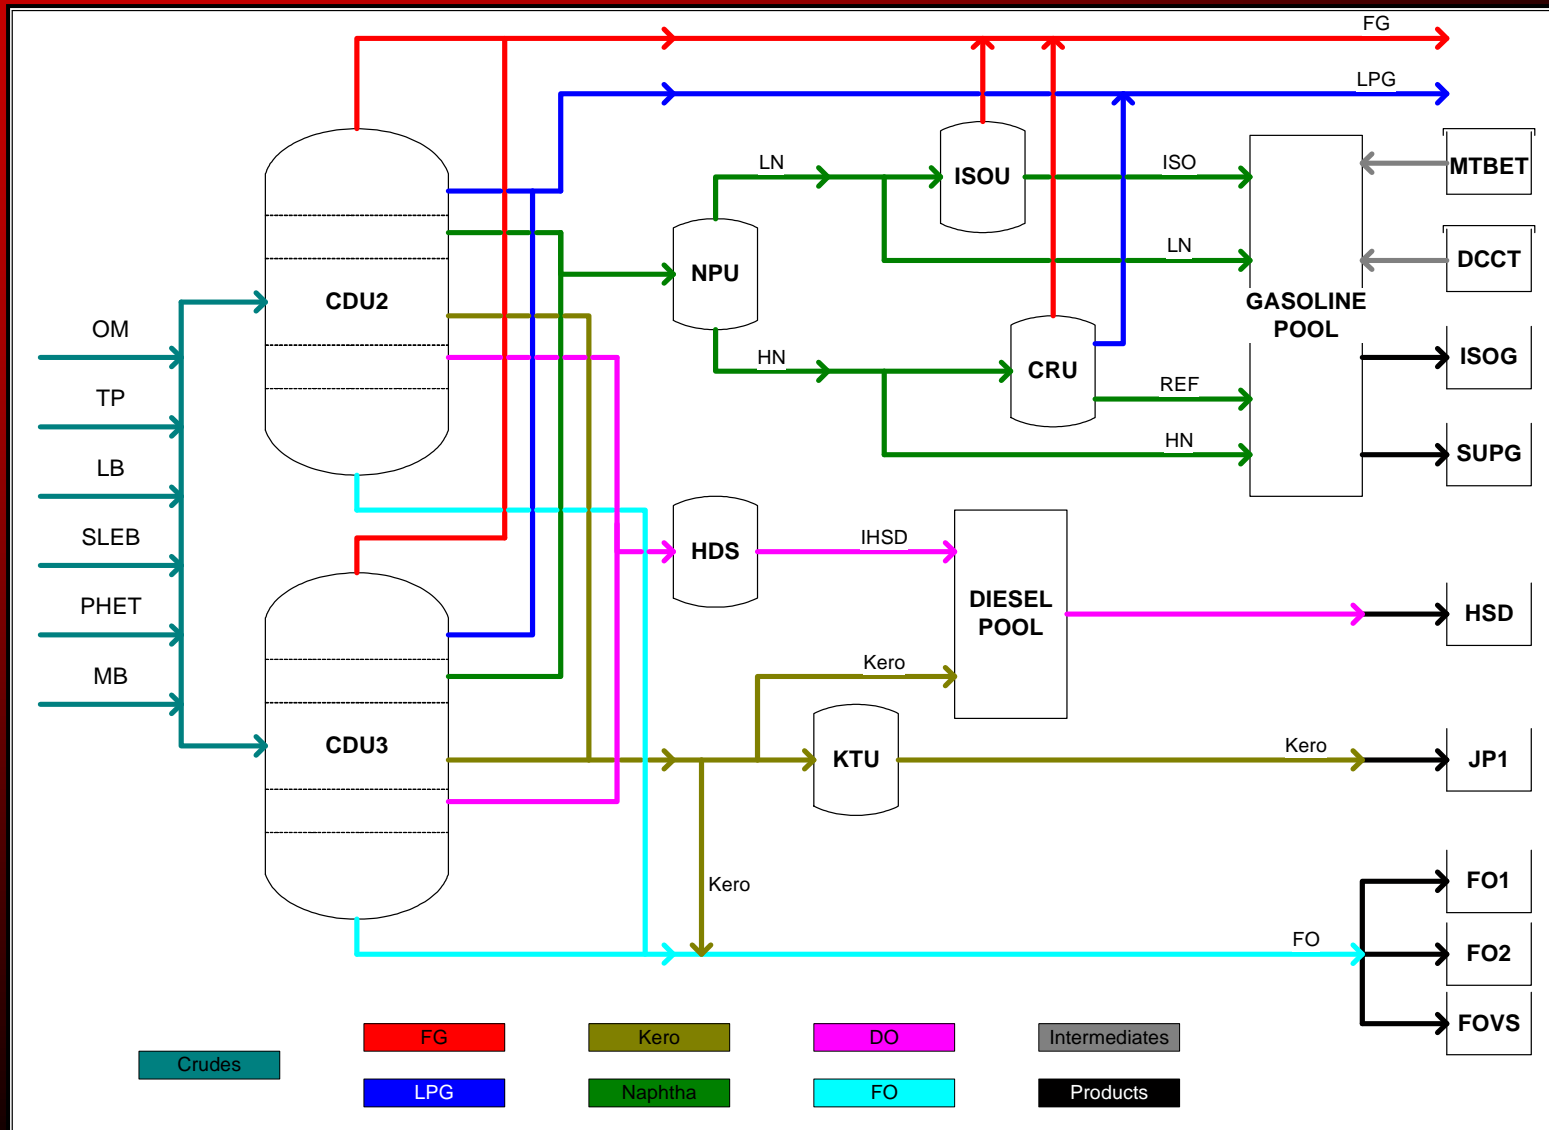 FG
LPG
LN
ISOU
ISO
MTBET
LN
NPU
DCCT
CDU2
GASOLINE
POOL
OM
HN
CRU
ISOG
REF
TP
HN
SUPG
LB
SLEB
HDS
IHSD
DIESEL
POOL
HSD
PHET
Kero
MB
CDU3
KTU
Kero
JP1
Kero
FO1
FO
FO2
FOVS
Crudes
FG
Kero
DO
Intermediates
LPG
Naphtha
FO
Products